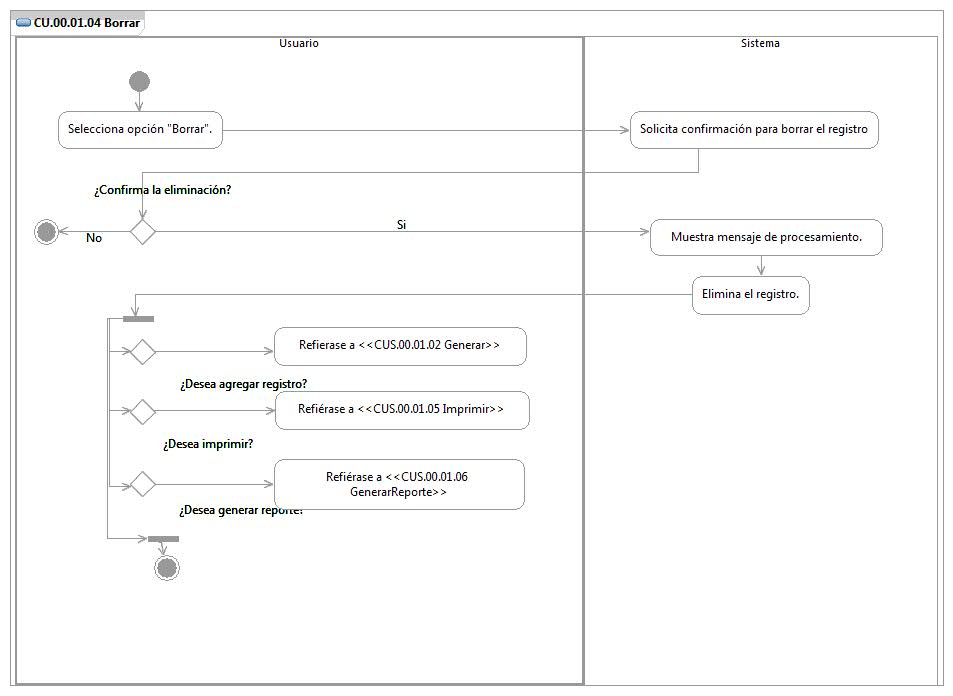 CU.00.01.04 Borrar
Usuario
Sistema
Selecciona opción "Borrar".
Solicita confirmación para borrar el registro
¿Confirma la eliminación?
No
Si
Muestra mensaje de procesamiento.
Elimina el registro.
Refierase a <<CUS.00.01.02 Generar>>
¿Desea agregar registro?
Refiérase a <<CUS.00.01.05 Imprimir>>
¿Desea imprimir?
Refiérase a <<CUS.00.01.06
GenerarReporte>>
¿Desea generar reporte?